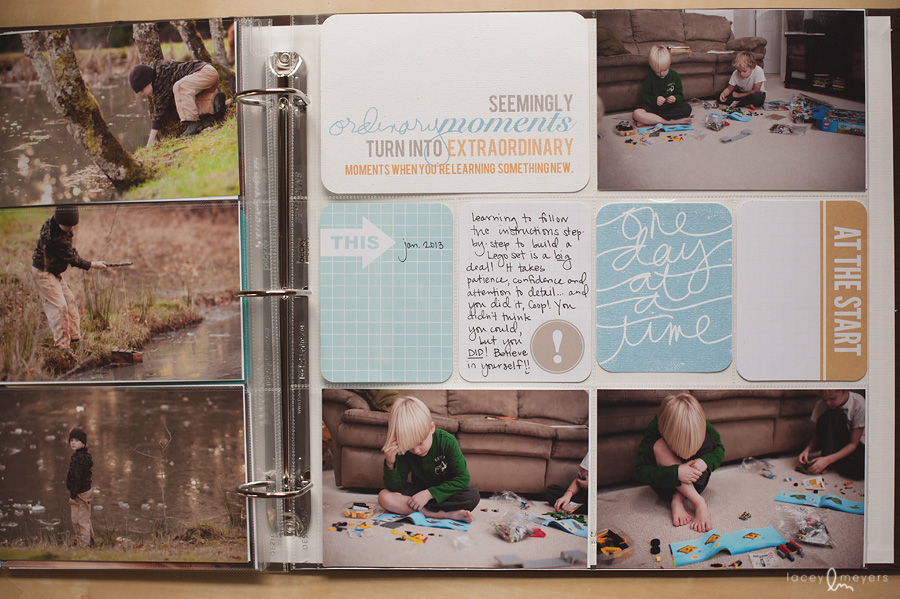 SEEMINGLY
ordinary moments
TURN INTO EXTRAORDINARY
MOMENTS WHEN YOU'RE LEARNING SOMETHING NEW.
THIS
jan. 2013
Learning to follow
the instructions step-
by-step to build a
Lego set is a big
deal! It takes
patience, confidence and
attention to detail... and
you did it, Coop! You
didn't think
you could,
but you
DID! Believe
in yourself!!
!
One
day
at a
time
AT THE START
lacey meyers
lm